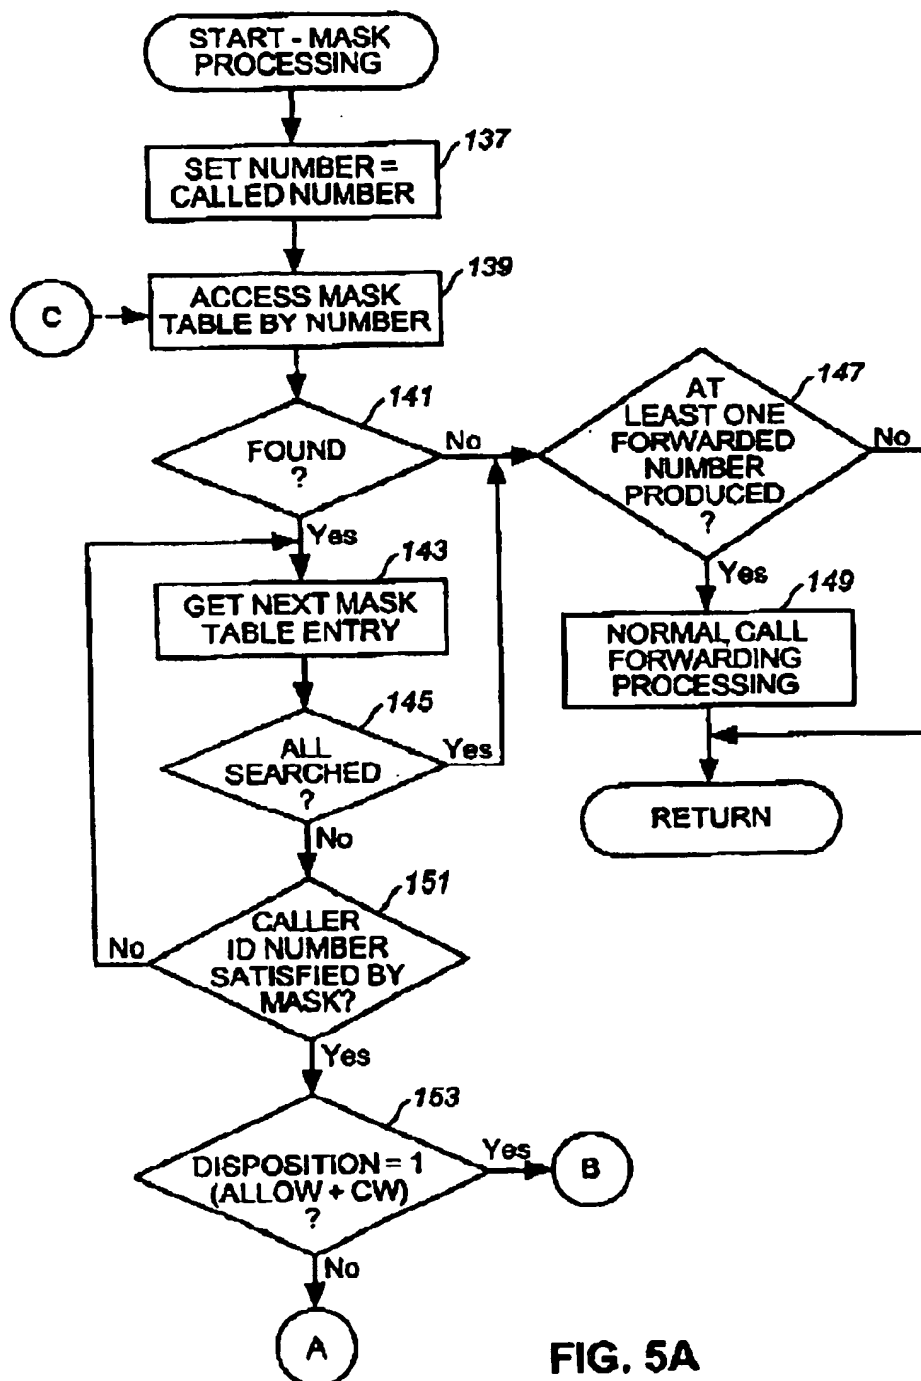 START - MASK
PROCESSING
137
SET NUMBER =
CALLED NUMBER
139
C
ACCESS MASK
TABLE BY NUMBER
141
FOUND
?
No
Yes
147
AT
LEAST ONE
FORWARDED
NUMBER
PRODUCED
?
No
Yes
143
GET NEXT MASK
TABLE ENTRY
149
NORMAL CALL
FORWARDING
PROCESSING
145
ALL
SEARCHED
?
Yes
No
RETURN
151
CALLER
ID NUMBER
SATISFIED BY
MASK?
No
Yes
153
DISPOSITION = 1
(ALLOW + CW)
?
Yes
B
No
A
FIG. 5A